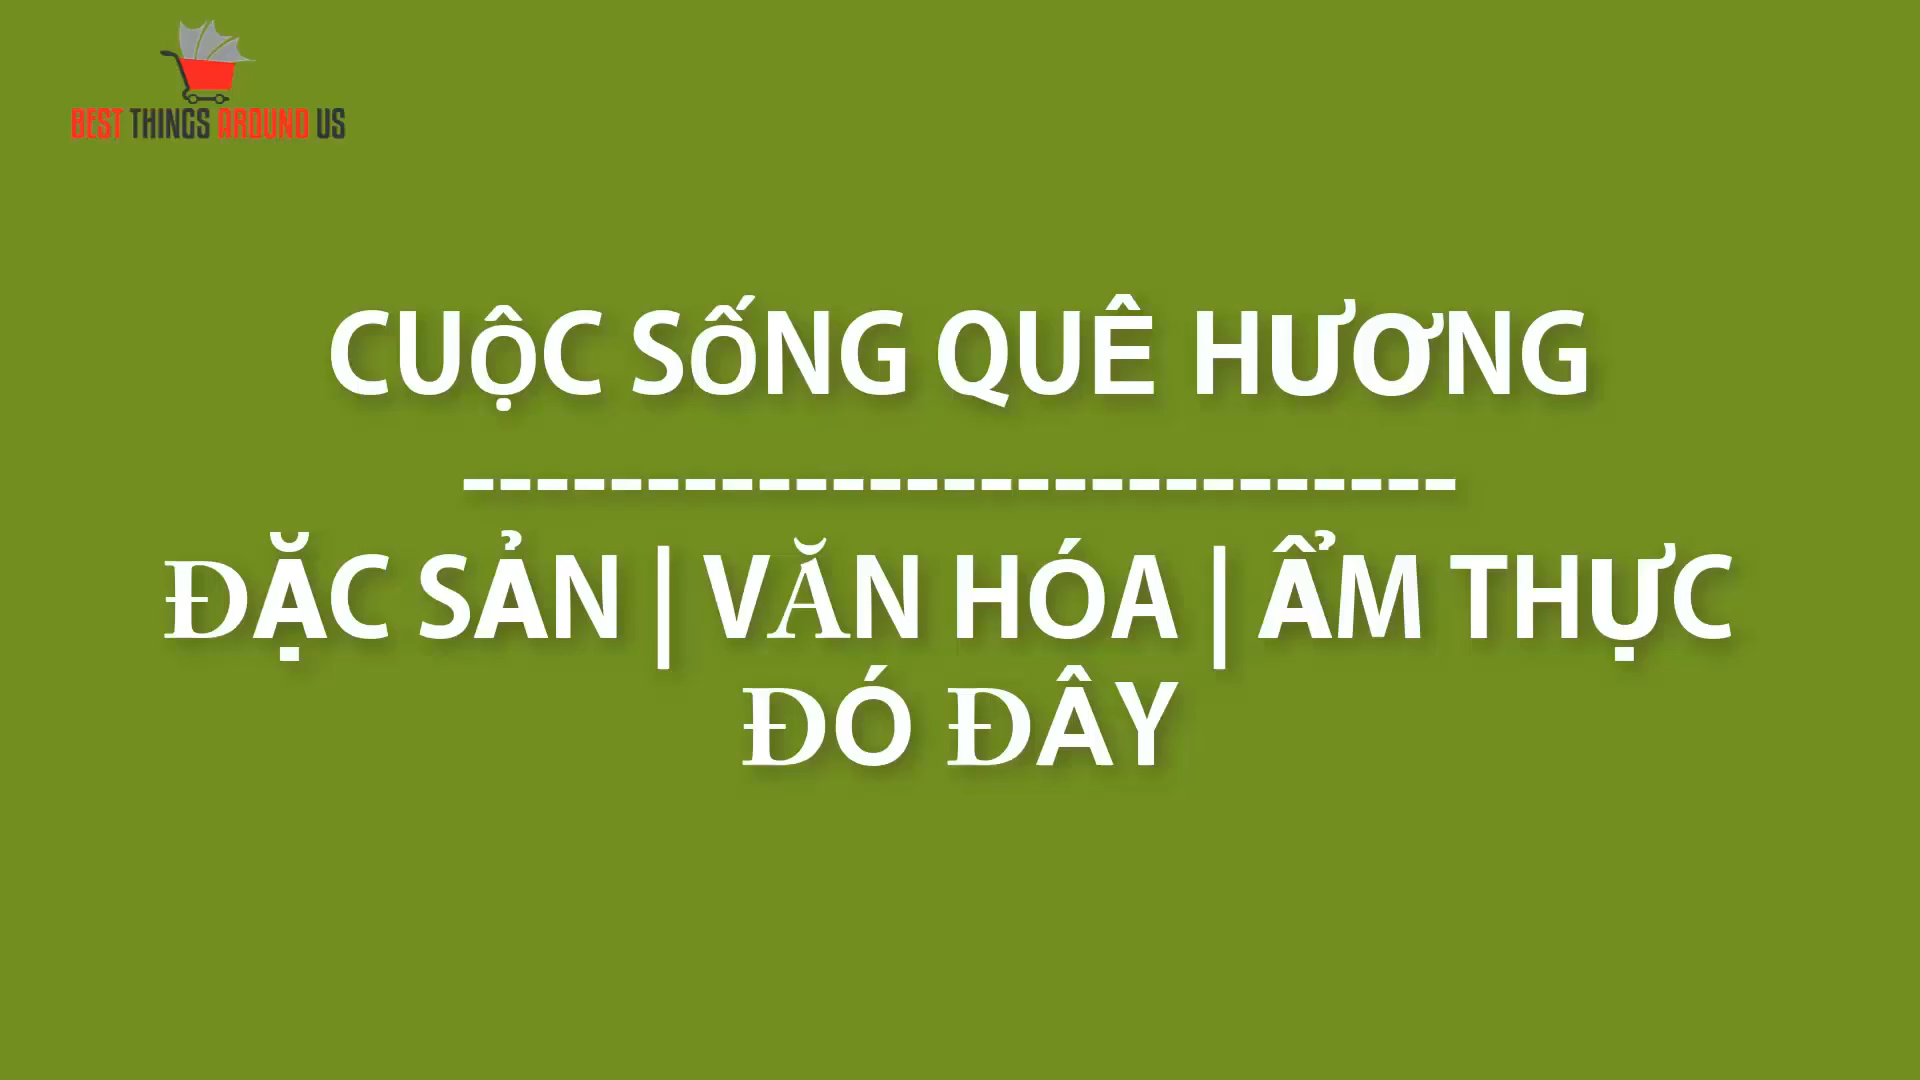 BEST THINGS AROUND US
CUỘC SỐNG QUÊ HƯƠNG
---------------------------
ĐẶC SẢN | VĂN HÓA | ẨM THỰC
ĐÓ ĐÂY